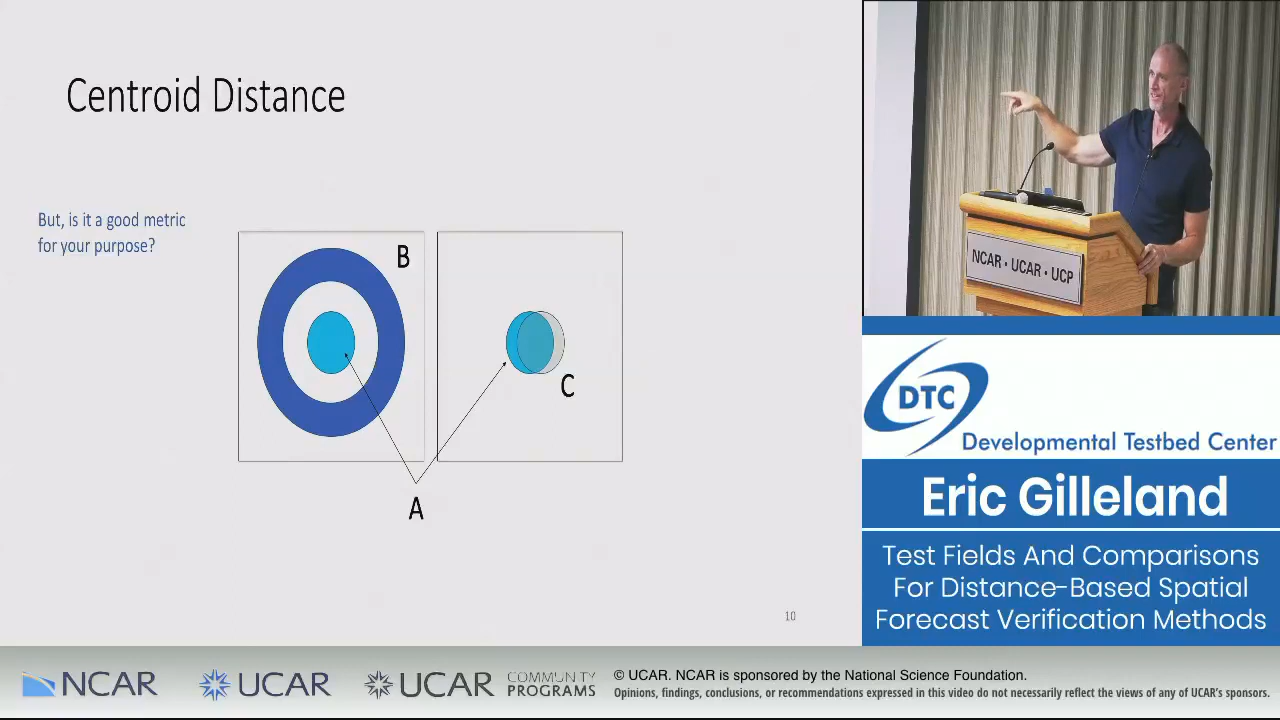 Centroid Distance
But, is it a good metric
for your purpose?
B
C
A
10
NCAR • UCAR • UCP
DTC
Developmental Testbed Center
Eric Gilleland
Test Fields And Comparisons
For Distance-Based Spatial
Forecast Verification Methods
NCAR
UCAR
UCAR
COMMUNITY
PROGRAMS
© UCAR. NCAR is sponsored by the National Science Foundation.
Opinions, findings, conclusions, or recommendations expressed in this video do not necessarily reflect the views of any of UCAR's sponsors.